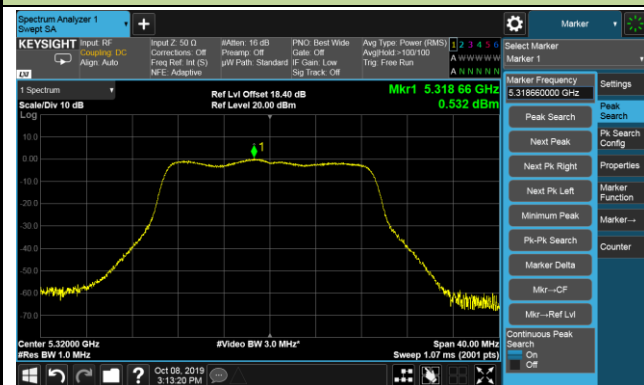 Spectrum Analyzer 1
Swept SA
+
Marker
KEYSIGHT
Input: RF
Coupling: DC
Align: Auto
Input Z: 50 Ω
Corrections: Off
Freq Ref: Int (S)
NFE: Adaptive
#Atten: 16 dB
Preamp: Off
µW Path: Standard
PNO: Best Wide
Gate: Off
IF Gain: Low
Sig Track: Off
Avg Type: Power (RMS)
Avg|Hold:>100/100
Trig: Free Run
1 2 3 4 5 6
A W W W W W
A N N N N N
LXI
Select Marker
Marker 1
1 Spectrum
Scale/Div 10 dB
Log
Ref Lvl Offset 18.40 dB
Ref Level 20.00 dBm
Mkr1 5.318 66 GHz
0.532 dBm
1
10.0
0.00
-10.0
-20.0
-30.0
-40.0
-50.0
-60.0
-70.0
Center 5.32000 GHz
#Res BW 1.0 MHz
#Video BW 3.0 MHz*
Span 40.00 MHz
Sweep 1.07 ms (2001 pts)
Marker Frequency
5.318660000 GHz
Peak Search
Next Peak
Next Pk Right
Next Pk Left
Minimum Peak
Pk-Pk Search
Marker Delta
Mkr→CF
Mkr→Ref Lvl
Continuous Peak
Search
On
Off
Settings
Peak
Search
Pk Search
Config
Properties
Marker
Function
Marker→
Counter
?
Oct 08, 2019
3:13:20 PM